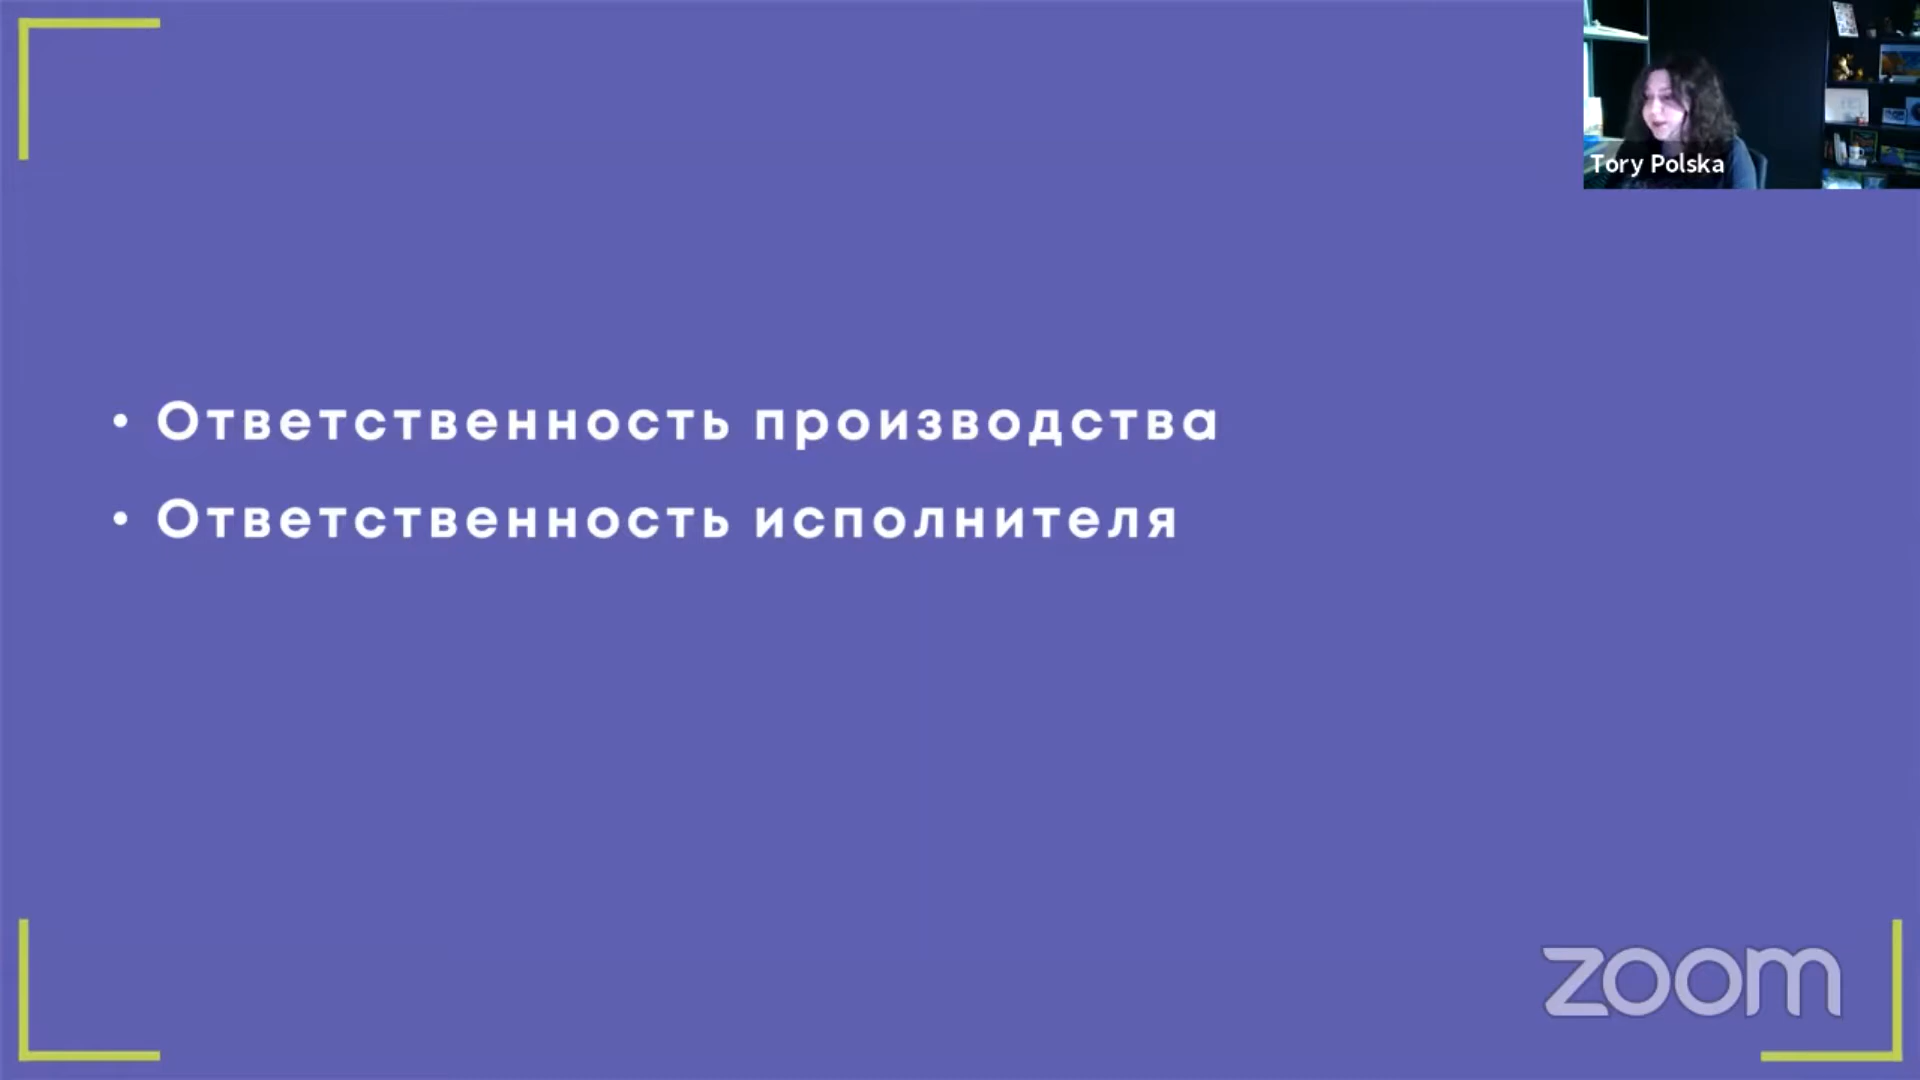 Tory Polska
• Ответственность производства
• Ответственность исполнителя
zoom